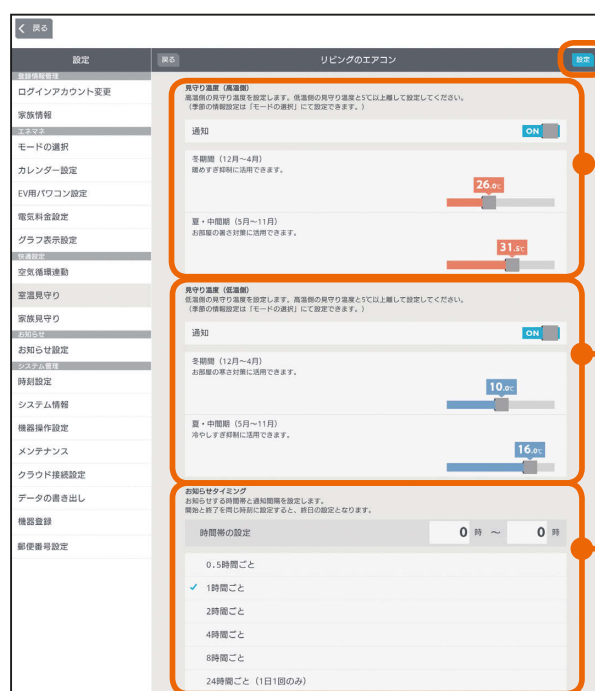 戻る
設定
戻る
リビングのエアコン
設定
登録情報管理
ログインアカウント変更
家族情報
エネマネ
モードの選択
カレンダー設定
EV用パワコン設定
電気料金設定
グラフ表示設定
快適設定
空気循環連動
室温見守り
家族見守り
お知らせ
お知らせ設定
システム管理
時刻設定
システム情報
機器操作設定
メンテナンス
クラウド接続設定
データの書き出し
機器登録
郵便番号設定
見守り温度（高温側）
高温側の見守り温度を設定します。低温側の見守り温度と5℃以上離して設定してください。
（季節の情報設定は「モードの選択」にて設定できます。）
通知
ON
冬期間（12月～4月）
暖めすぎ抑制に活用できます。
26.0℃
夏・中間期（5月～11月）
お部屋の暑さ対策に活用できます。
31.5℃
見守り温度（低温側）
低温側の見守り温度を設定します。高温側の見守り温度と5℃以上離して設定してください。
（季節の情報設定は「モードの選択」にて設定できます。）
通知
ON
冬期間（12月～4月）
お部屋の寒さ対策に活用できます。
10.0℃
夏・中間期（5月～11月）
冷やしすぎ抑制に活用できます。
16.0℃
お知らせタイミング
お知らせする時間帯と通知間隔を設定します。
開始と終了を同じ時刻に設定すると、終日の設定となります。
時間帯の設定
0 時 ～ 0 時
0.5時間ごと
1時間ごと
2時間ごと
4時間ごと
8時間ごと
24時間ごと（1日1回のみ）